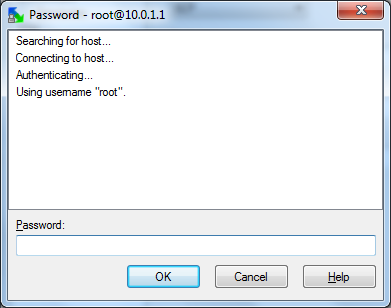 Password - root@10.0.1.1
Searching for host...
Connecting to host...
Authenticating...
Using username "root".
Password:
OK Cancel Help